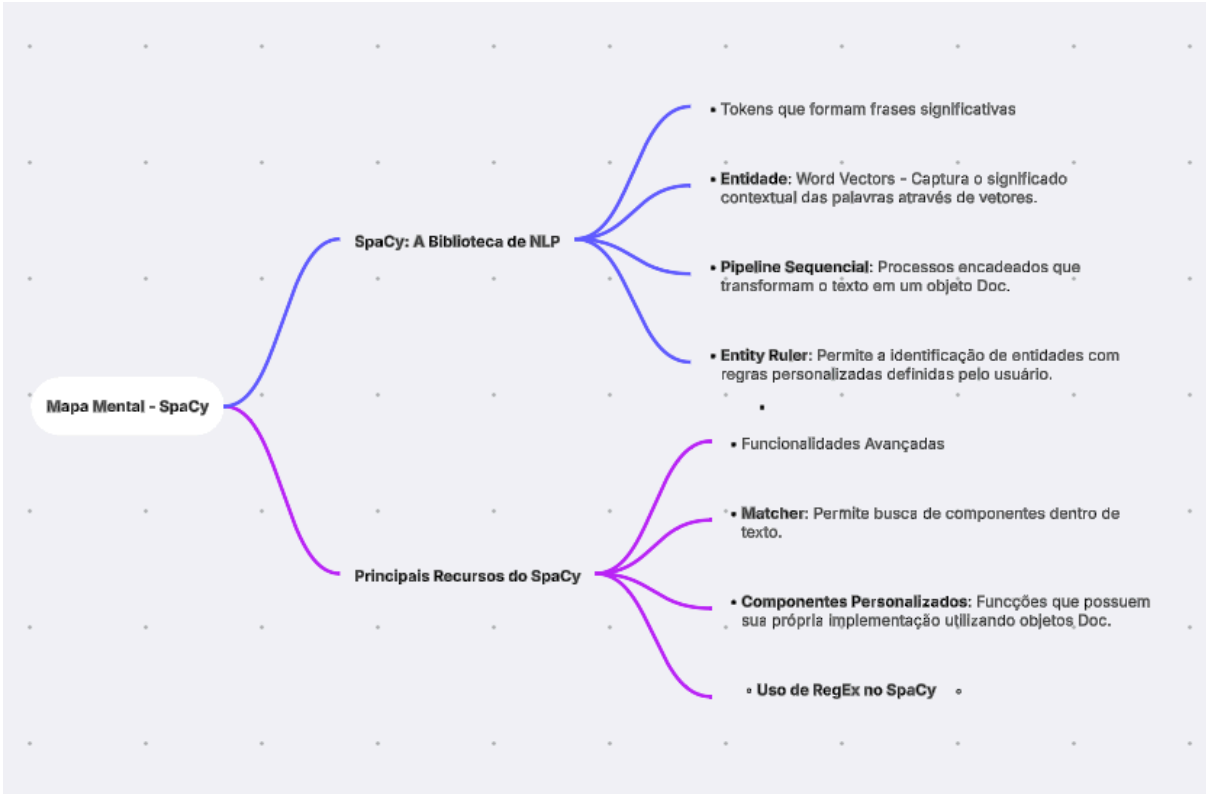 • Tokens que formam frases significativas
• Entidade: Word Vectors - Captura o significado
contextual das palavras através de vetores.
SpaCy: A Biblioteca de NLP
• Pipeline Sequencial: Processos encadeados que
transformam o texto em um objeto Doc.
• Entity Ruler: Permite a identificação de entidades com
regras personalizadas definidas pelo usuário.
•
Mapa Mental - SpaCy
• Funcionalidades Avançadas
• Matcher: Permite busca de componentes dentro de
texto.
Principais Recursos do SpaCy
• Componentes Personalizados: Funcções que possuem
sua própria implementação utilizando objetos Doc.
◦ Uso de RegEx no SpaCy ◦